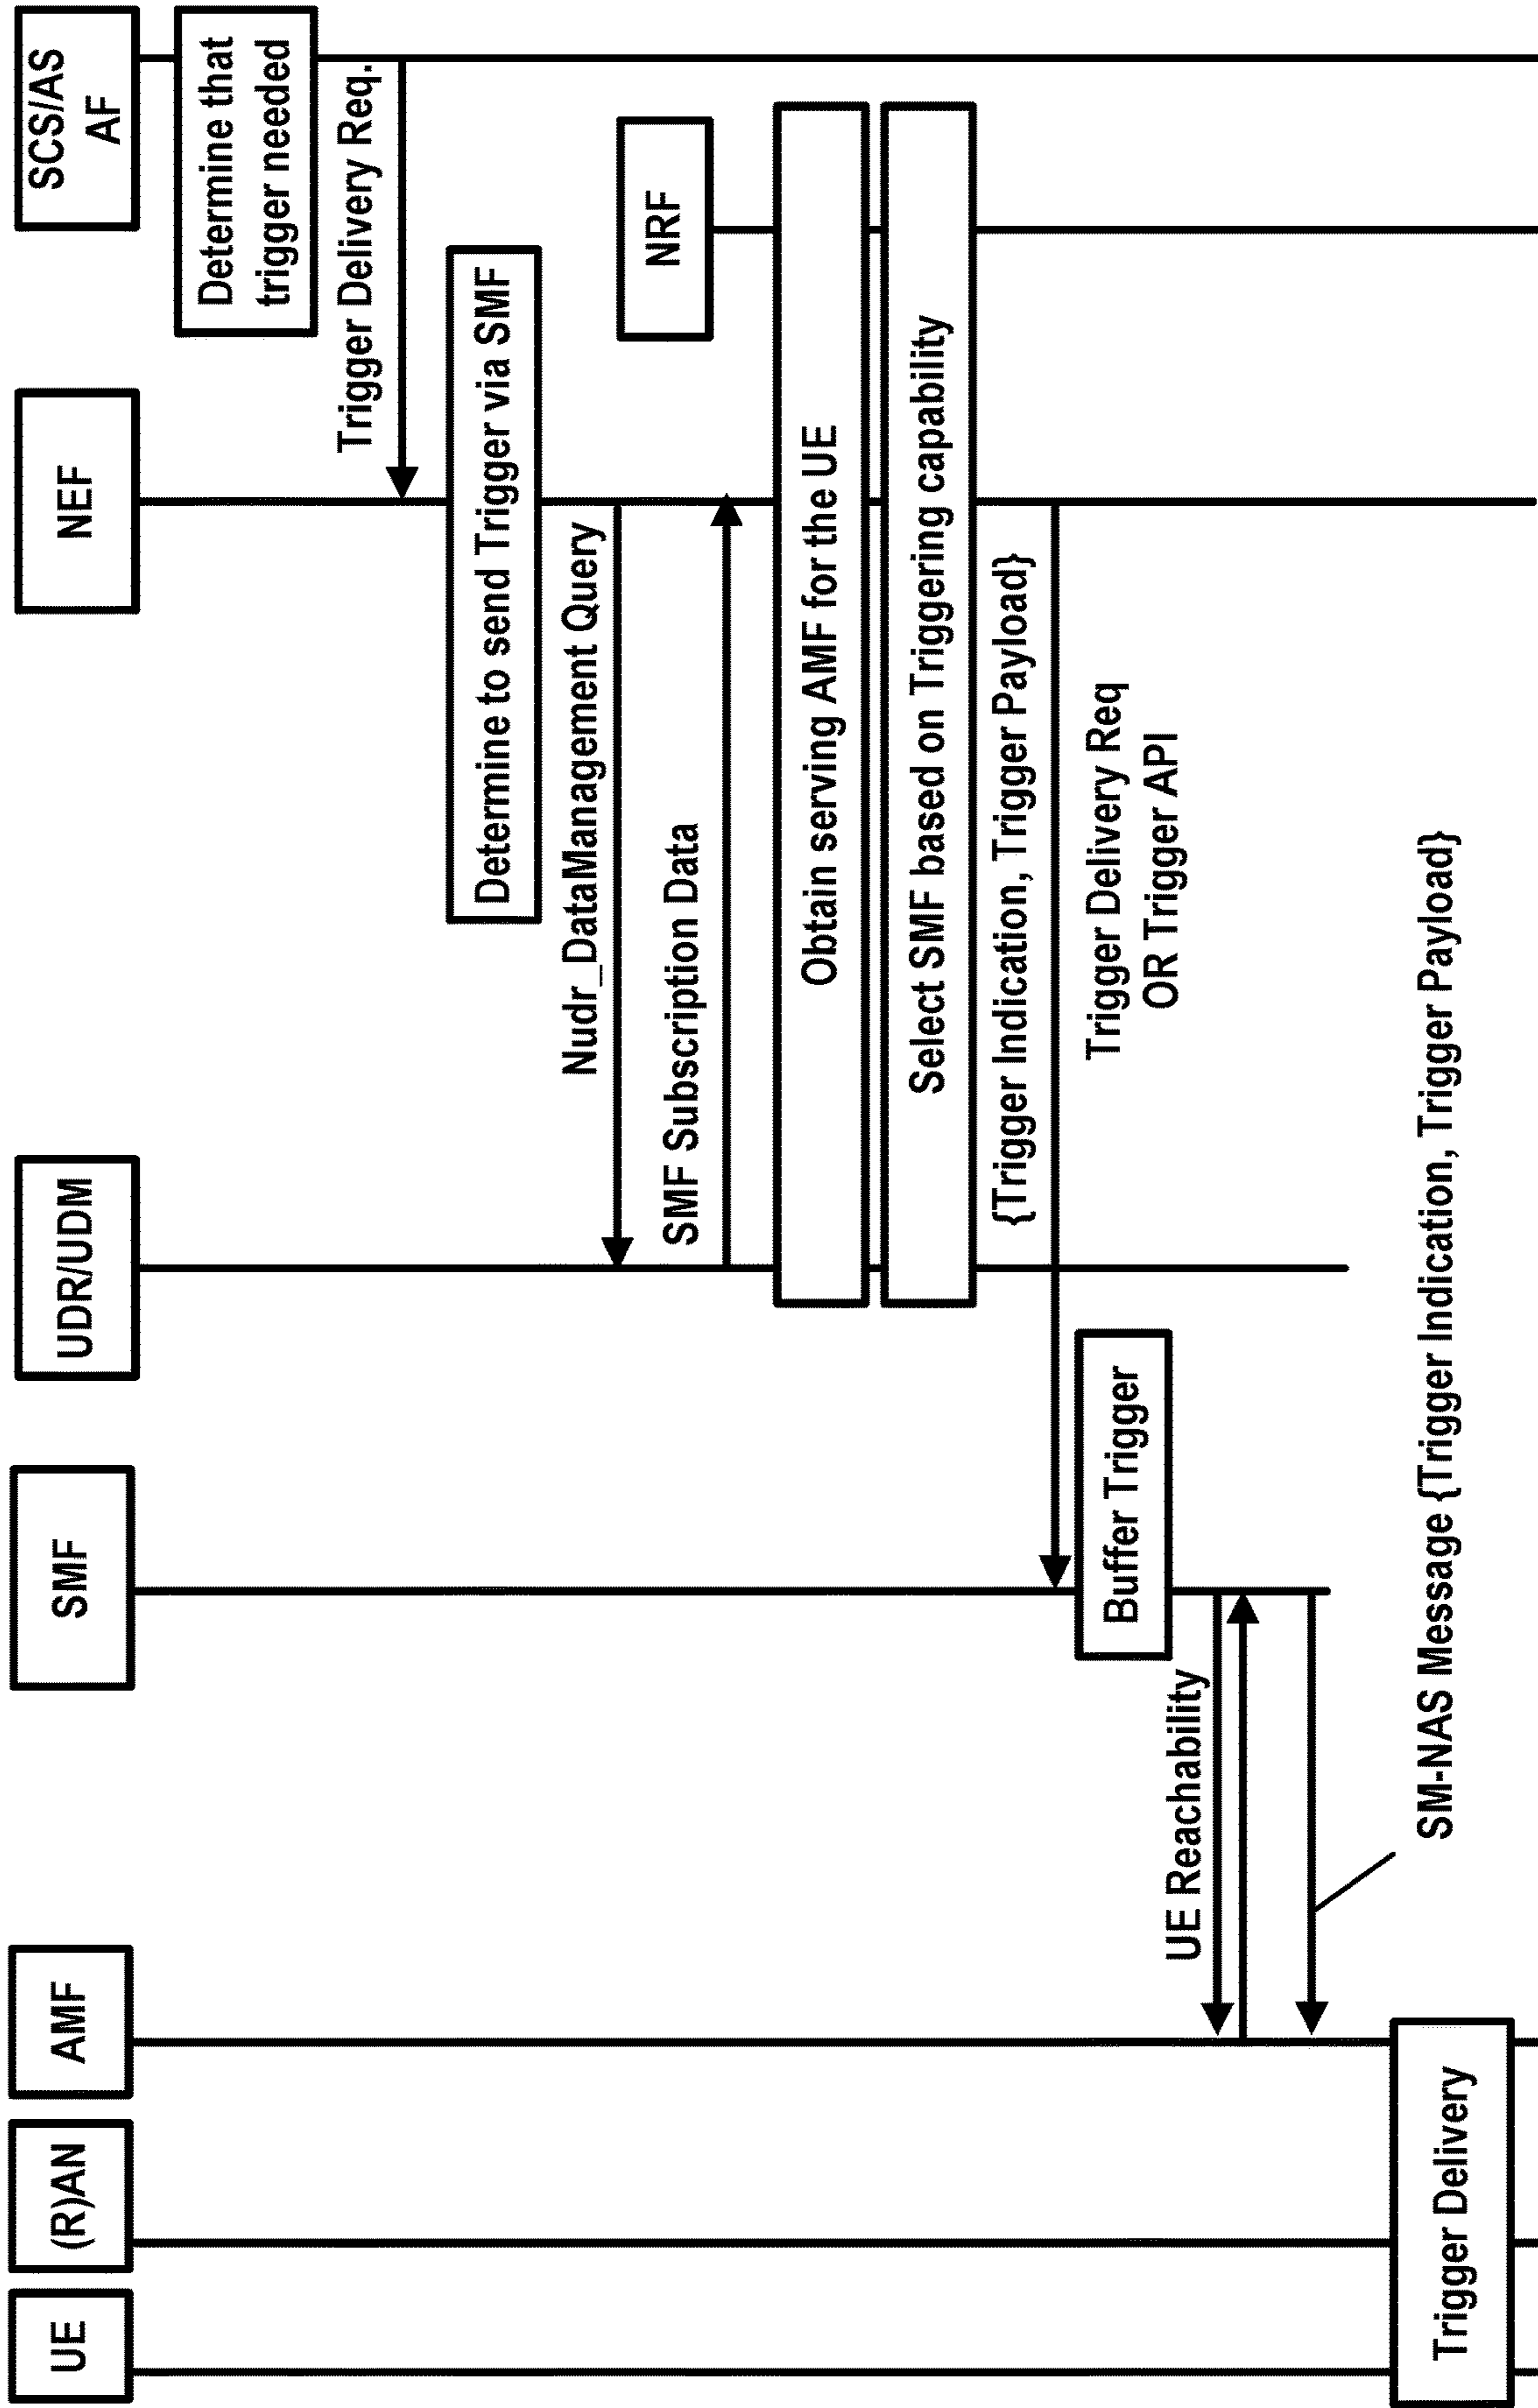 UE
(R)AN
AMF
SMF
UDR/UDM
NEF
SCS/AS
AF
Determine that
trigger needed
Trigger Delivery Req.
Determine to send Trigger via SMF
Nudr_DataManagement Query
NRF
SMF Subscription Data
Obtain serving AMF for the UE
Select SMF based on Triggering capability
{Trigger Indication, Trigger Payload}
Trigger Delivery Req
OR Trigger API
Buffer Trigger
UE Reachability
SM-NAS Message {Trigger Indication, Trigger Payload}
Trigger Delivery